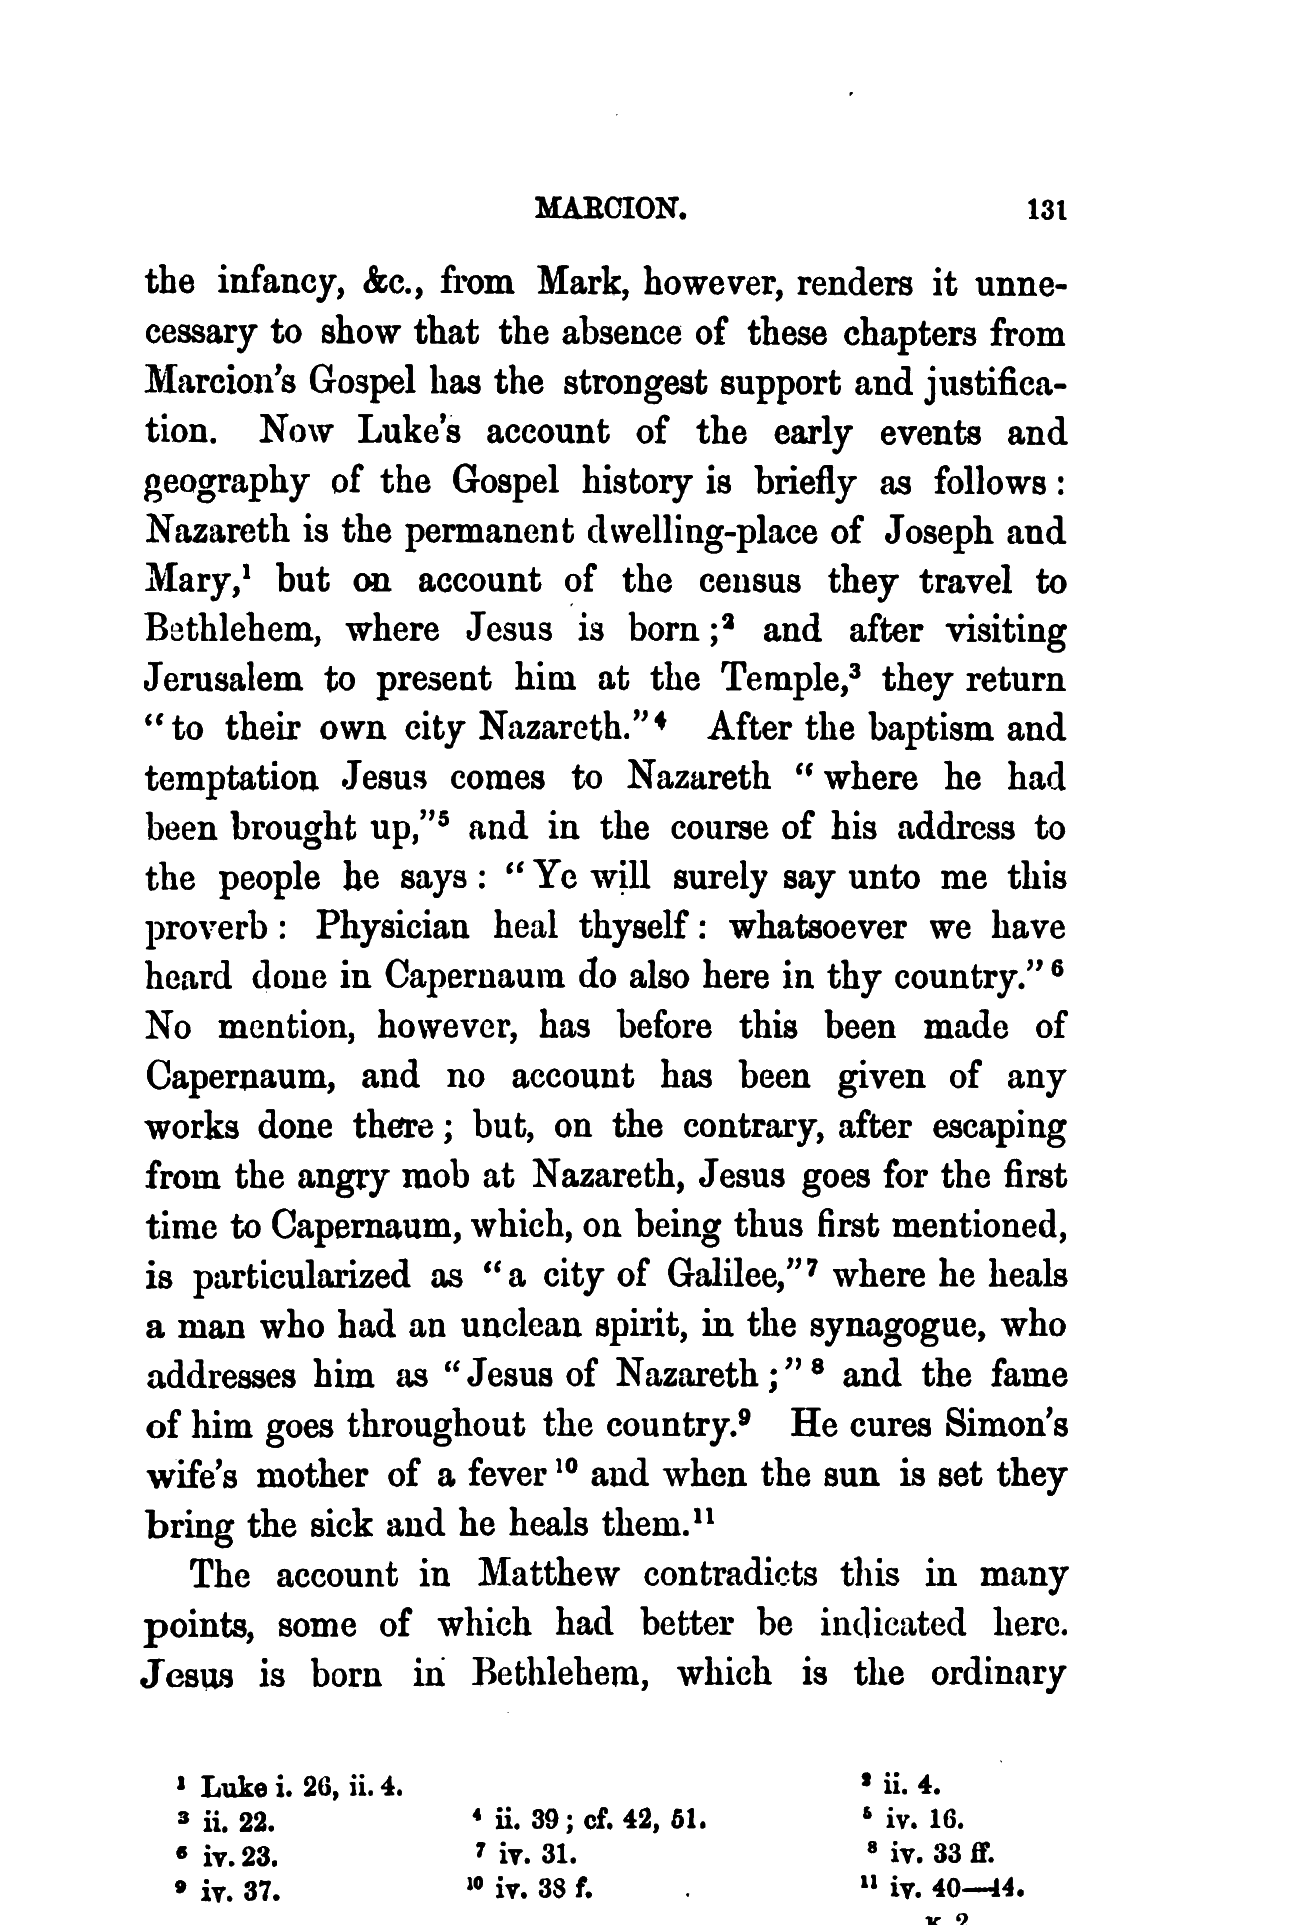 MARCION. 131
the infancy, &c., from Mark, however, renders it unne-
cessary to show that the absence of these chapters from
Marcion's Gospel has the strongest support and justifica-
tion. Now Luke's account of the early events and
geography of the Gospel history is briefly as follows:
Nazareth is the permanent dwelling-place of Joseph and
Mary,¹ but on account of the census they travel to
Bethlehem, where Jesus is born;² and after visiting
Jerusalem to present him at the Temple,³ they return
"to their own city Nazareth."⁴ After the baptism and
temptation Jesus comes to Nazareth "where he had
been brought up,"⁵ and in the course of his address to
the people he says: "Ye will surely say unto me this
proverb: Physician heal thyself: whatsoever we have
heard done in Capernaum do also here in thy country."⁶
No mention, however, has before this been made of
Capernaum, and no account has been given of any
works done there; but, on the contrary, after escaping
from the angry mob at Nazareth, Jesus goes for the first
time to Capernaum, which, on being thus first mentioned,
is particularized as "a city of Galilee,"⁷ where he heals
a man who had an unclean spirit, in the synagogue, who
addresses him as "Jesus of Nazareth;"⁸ and the fame
of him goes throughout the country.⁹ He cures Simon's
wife's mother of a fever¹⁰ and when the sun is set they
bring the sick and he heals them.¹¹
The account in Matthew contradicts this in many
points, some of which had better be indicated here.
Jesus is born in Bethlehem, which is the ordinary
¹ Luke i. 26, ii. 4. ² ii. 4.
³ ii. 22. ⁴ ii. 39; cf. 42, 51. ⁵ iv. 16.
⁶ iv. 23. ⁷ iv. 31. ⁸ iv. 33 ff.
⁹ iv. 37. ¹⁰ iv. 38 f. ¹¹ iv. 40—44.
K 2